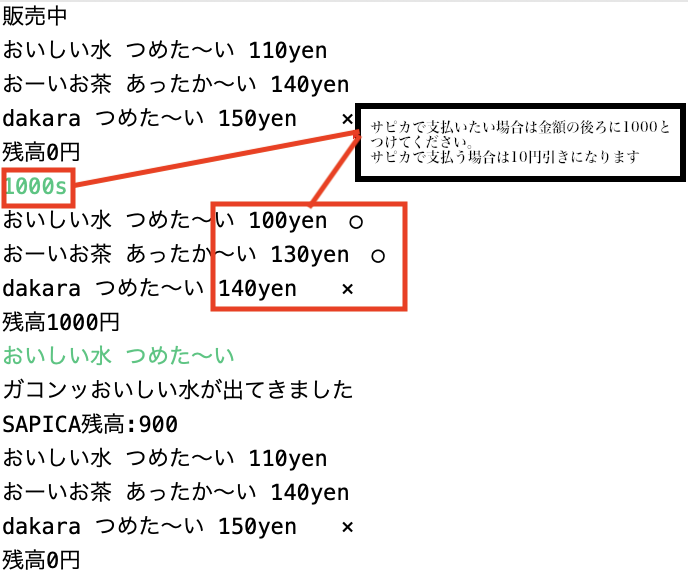 販売中
おいしい水 つめた〜い 110yen
おーいお茶 あったか〜い 140yen
dakara つめた〜い 150yen ×
サピカで支払いたい場合は金額の後ろに1000と
つけてください。
サピカで支払う場合は10円引きになります
残高0円
1000s
おいしい水 つめた〜い 100yen ○
おーいお茶 あったか〜い 130yen ○
dakara つめた〜い 140yen ×
残高1000円
おいしい水 つめた〜い
ガコンッおいしい水が出てきました
SAPICA残高:900
おいしい水 つめた〜い 110yen
おーいお茶 あったか〜い 140yen
dakara つめた〜い 150yen ×
残高0円